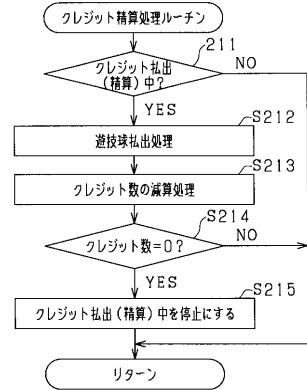 クレジット精算処理ルーチン
211
クレジット払出
(精算)中?
NO
YES
S212
遊技球払出処理
S213
クレジット数の減算処理
S214
クレジット数=0?
NO
YES
S215
クレジット払出(精算)中を停止にする
リターン